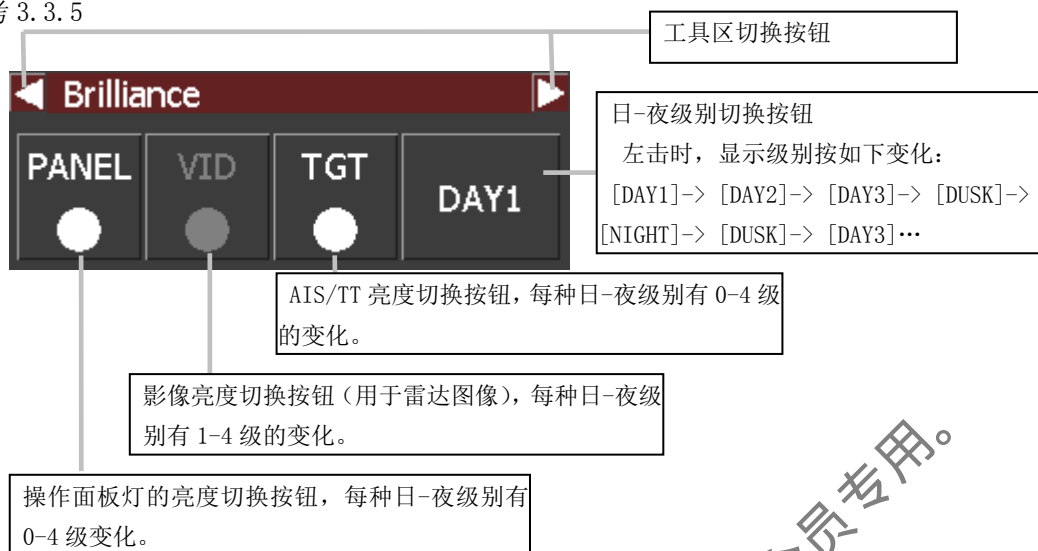 3.3.5
工具区切换按钮
Brilliance
PANEL
VID
TGT
DAY1
日-夜级别切换按钮
左击时，显示级别按如下变化：
[DAY1]-> [DAY2]-> [DAY3]-> [DUSK]->
[NIGHT]-> [DUSK]-> [DAY3]…
AIS/TT 亮度切换按钮，每种日-夜级别有 0-4 级
的变化。
影像亮度切换按钮（用于雷达图像），每种日-夜级
别有 1-4 级的变化。
操作面板灯的亮度切换按钮，每种日-夜级别有
0-4 级变化。
员专用。